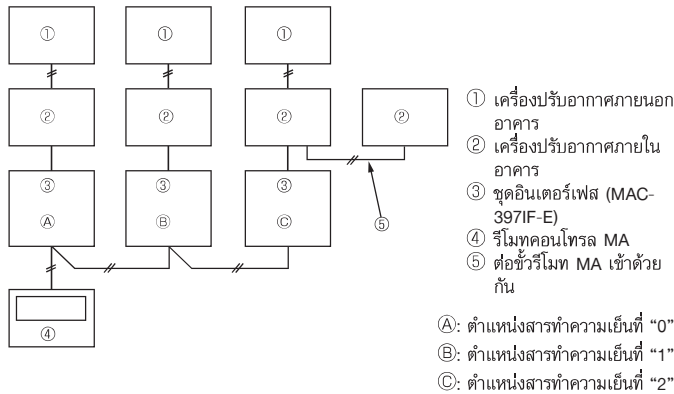 ① ① ①
② ② ② ②
③ ③ ③
Ⓐ Ⓑ Ⓒ
⑤
④
① เครื่องปรับอากาศภายนอก
อาคาร
② เครื่องปรับอากาศภายใน
อาคาร
③ ชุดอินเตอร์เฟส (MAC-
397IF-E)
④ รีโมทคอนโทรล MA
⑤ ต่อขั้วรีโมท MA เข้าด้วย
กัน
Ⓐ: ตำแหน่งสารทำความเย็นที่ “0”
Ⓑ: ตำแหน่งสารทำความเย็นที่ “1”
Ⓒ: ตำแหน่งสารทำความเย็นที่ “2”